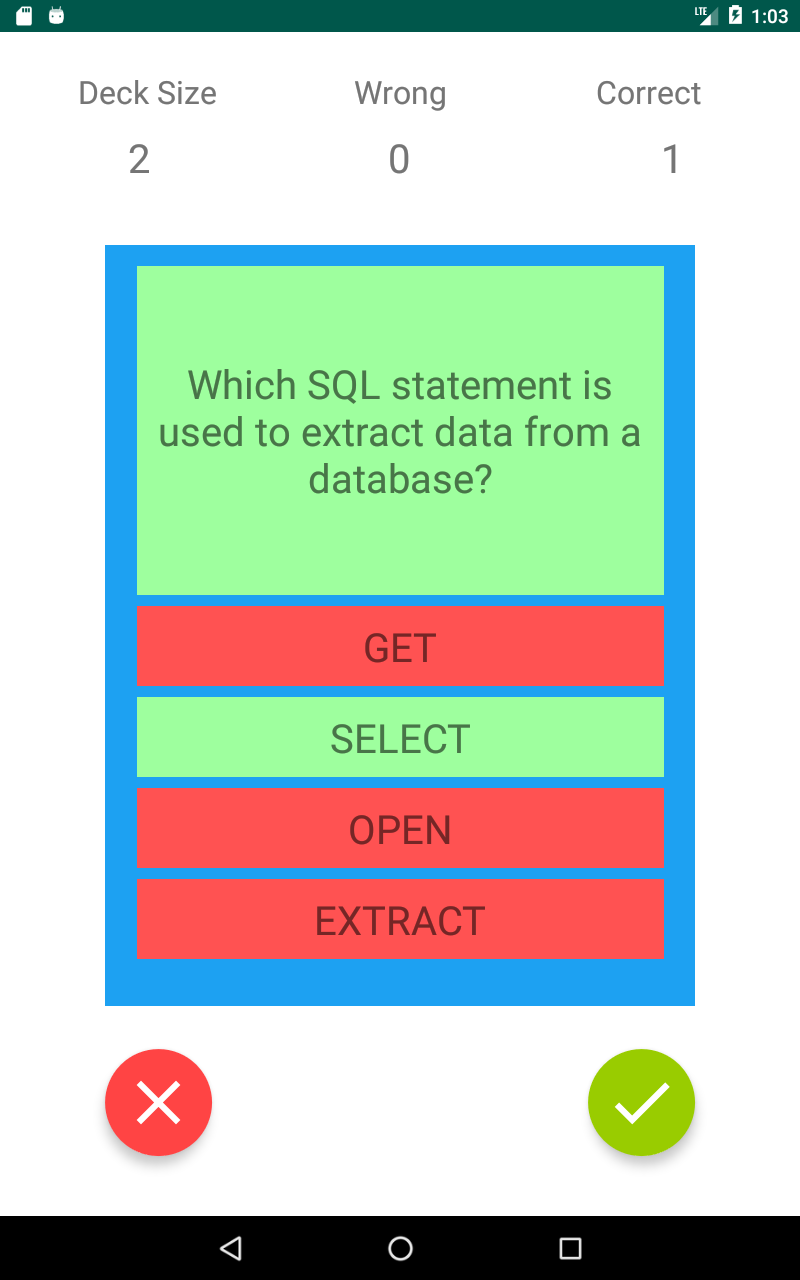 LTE 1:03
Deck Size Wrong Correct
2 0 1
Which SQL statement is
used to extract data from a
database?
GET
SELECT
OPEN
EXTRACT